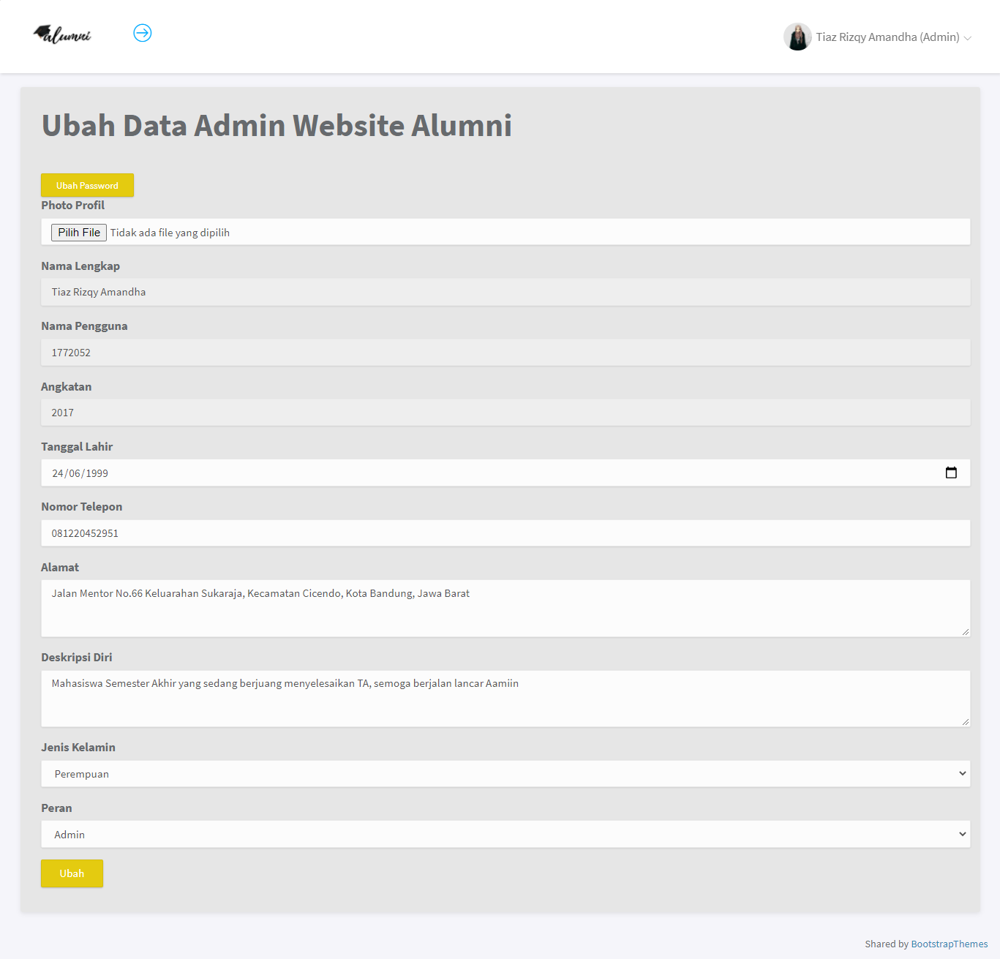 alumni
Tiaz Rizqy Amandha (Admin)
Ubah Data Admin Website Alumni
Ubah Password
Photo Profil
Pilih File Tidak ada file yang dipilih
Nama Lengkap
Tiaz Rizqy Amandha
Nama Pengguna
1772052
Angkatan
2017
Tanggal Lahir
24/06/1999
Nomor Telepon
081220452951
Alamat
Jalan Mentor No.66 Keluarahan Sukaraja, Kecamatan Cicendo, Kota Bandung, Jawa Barat
Deskripsi Diri
Mahasiswa Semester Akhir yang sedang berjuang menyelesaikan TA, semoga berjalan lancar Aamiin
Jenis Kelamin
Perempuan
Peran
Admin
Ubah
Shared by BootstrapThemes